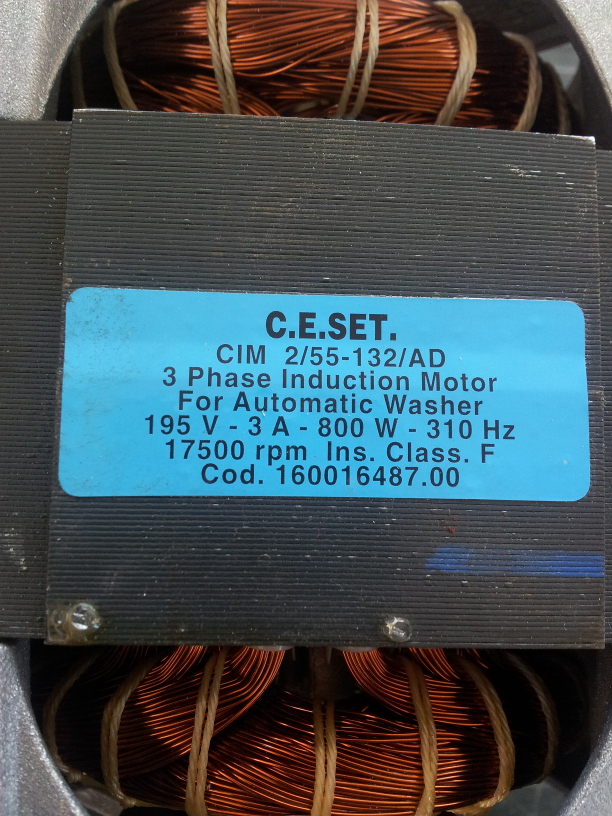 C.E.SET.
CIM 2/55-132/AD
3 Phase Induction Motor
For Automatic Washer
195 V - 3 A - 800 W - 310 Hz
17500 rpm Ins. Class. F
Cod. 160016487.00